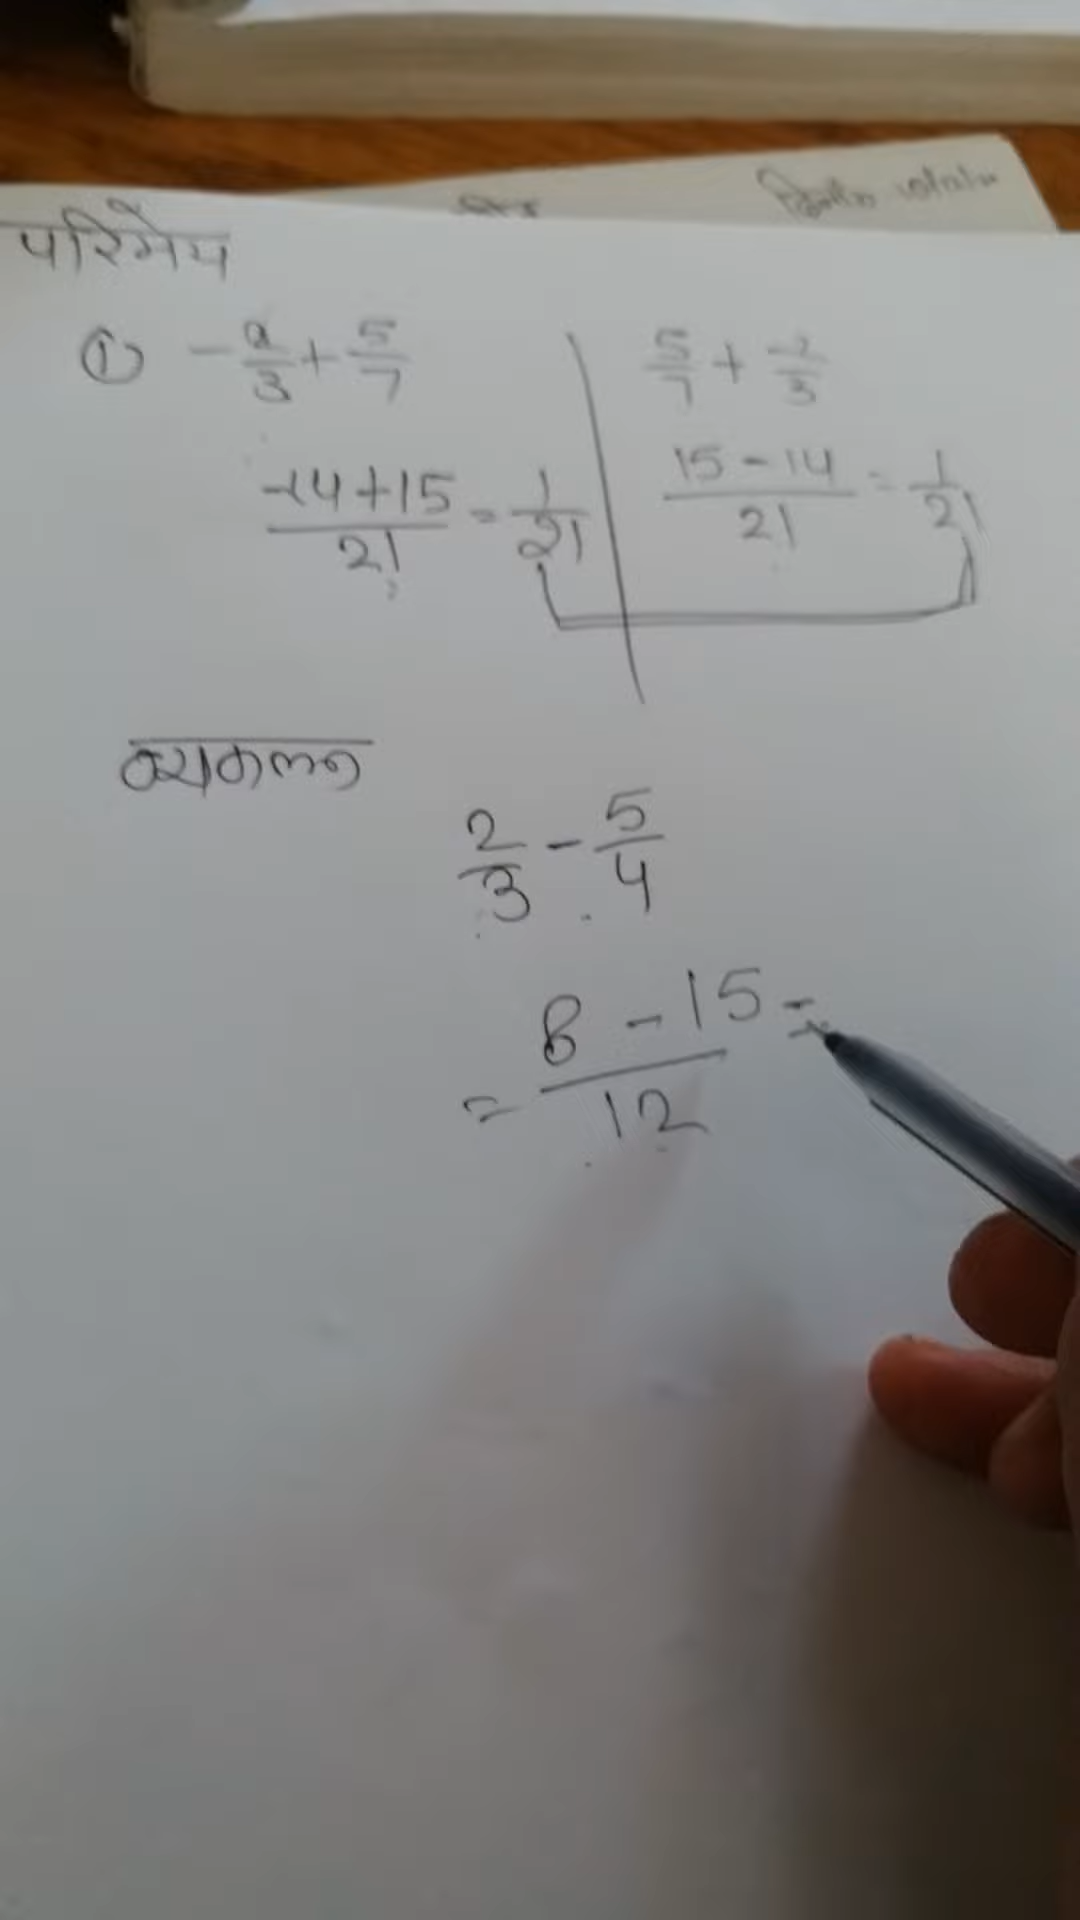 परिमेय
① -2/3 + 5/7
(-14+15)/21 = 1/21
5/7 + -2/3
(15-14)/21 = 1/21
व्यकलन
2/3 - 5/4
= (8-15)/12 =